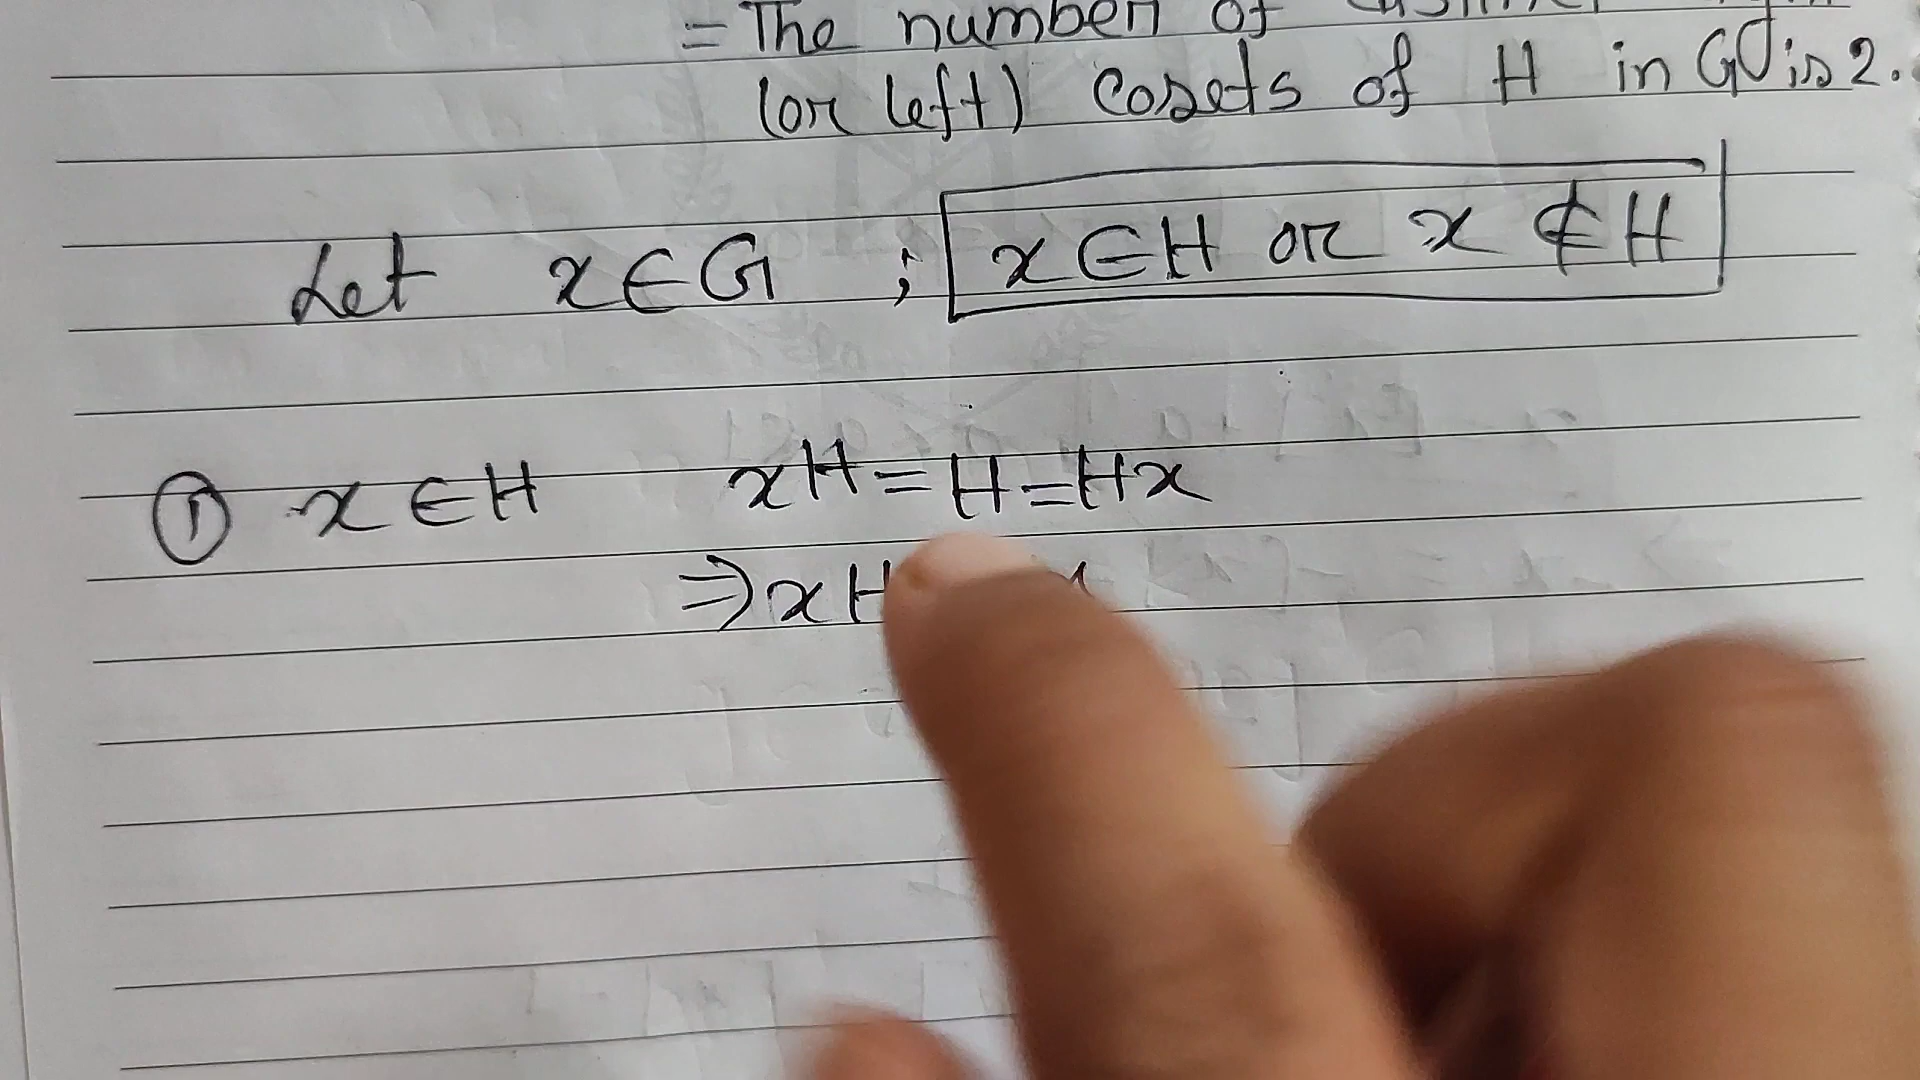 = The number of
(or left) cosets of H in G is 2.
Let x ∈ G ; x ∈ H or x ∉ H
① x ∈ H xH = H = Hx
⇒ xH